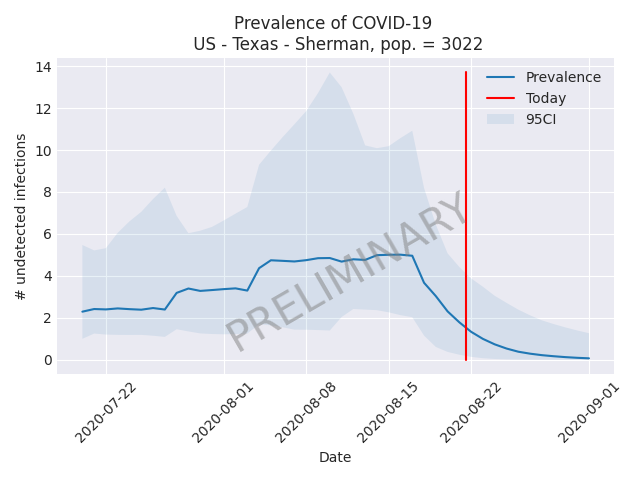 Prevalence of COVID-19
US - Texas - Sherman, pop. = 3022
Prevalence
Today
95CI
# undetected infections
14
12
10
8
6
4
2
0
PRELIMINARY
2020-07-22
2020-08-01
2020-08-08
2020-08-15
2020-08-22
2020-09-01
Date